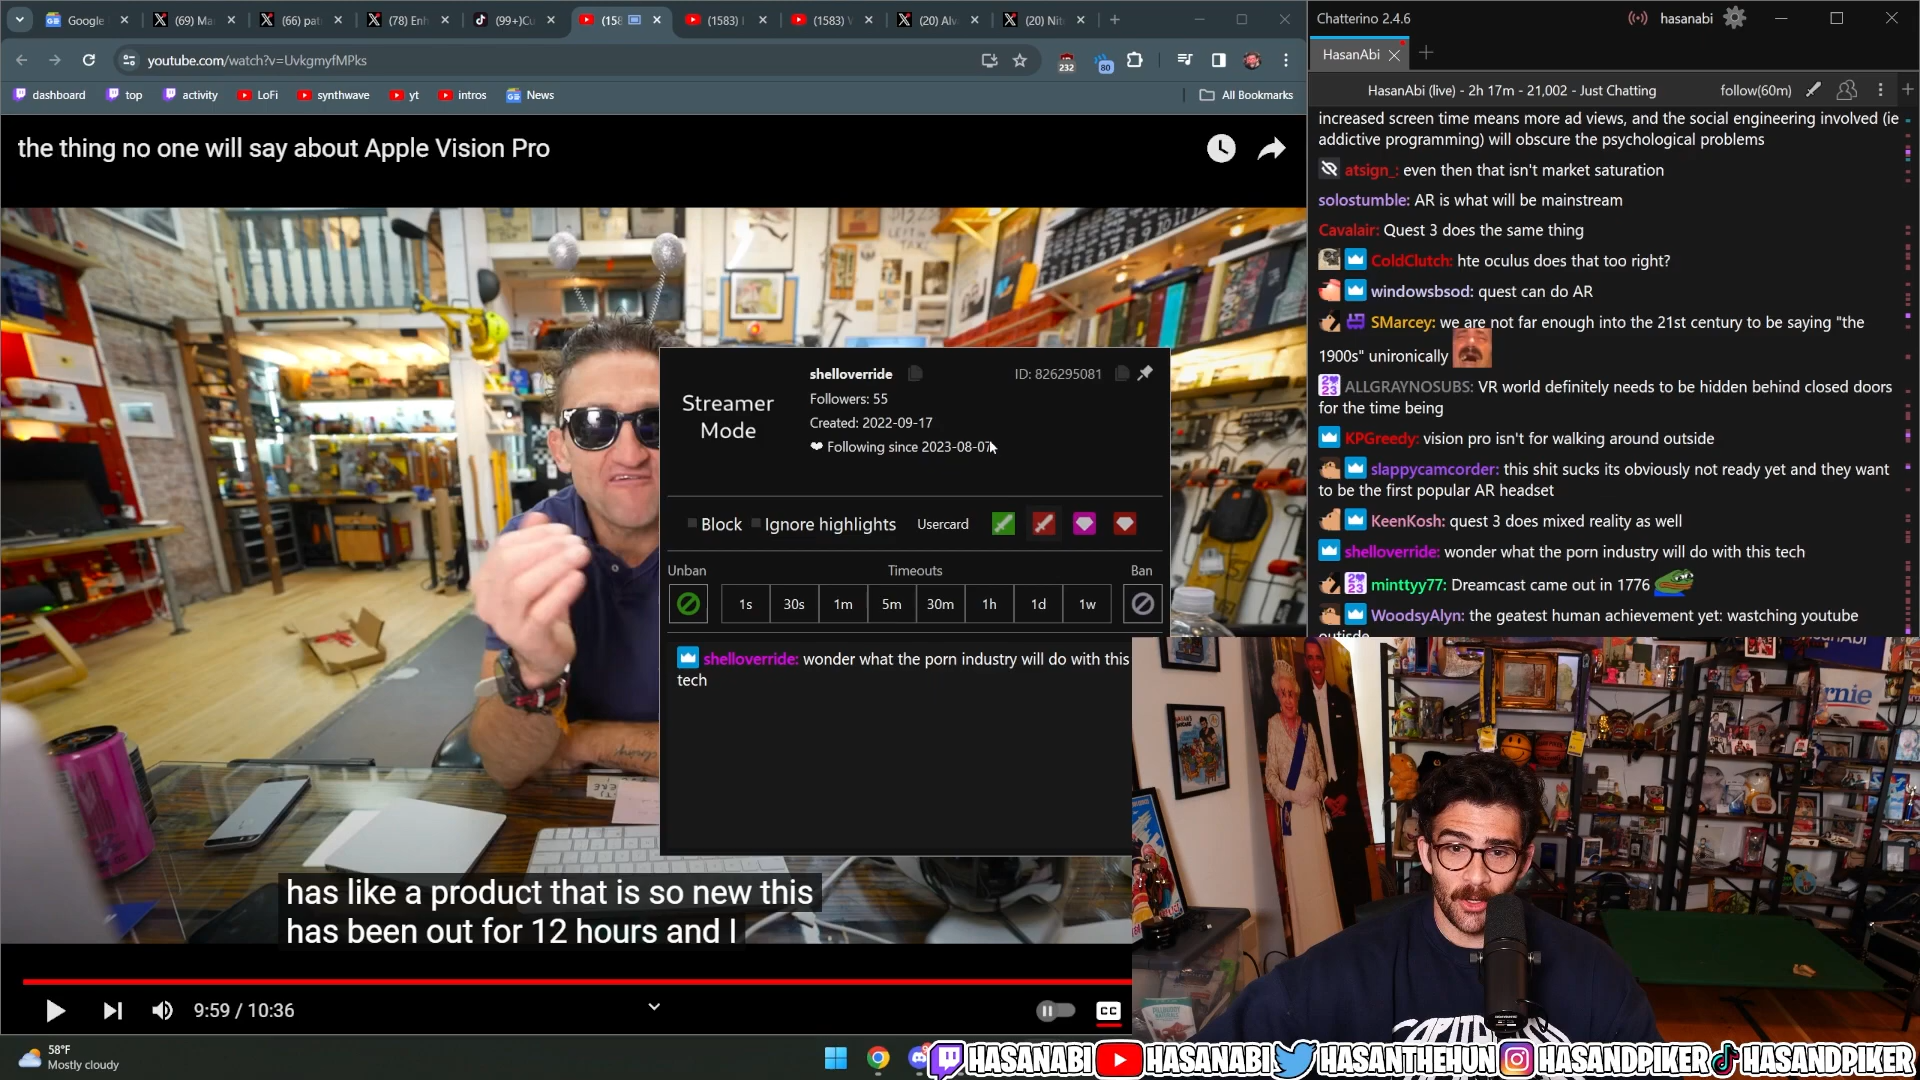 Google
(69) Ma
(66) pat
(78) Enh
(99+)Cu
(158
(1583)
(1583)
(20) Alv
(20) Nit
youtube.com/watch?v=UvkgmyfMPks
232
80
dashboard
top
activity
LoFi
synthwave
yt
intros
News
All Bookmarks
the thing no one will say about Apple Vision Pro
shelloverride
ID: 826295081
Followers: 55
Streamer
Mode
Created: 2022-09-17
Following since 2023-08-07
Block
Ignore highlights
Usercard
Unban
Timeouts
Ban
1s
30s
1m
5m
30m
1h
1d
1w
shelloverride: wonder what the porn industry will do with this
tech
has like a product that is so new this
has been out for 12 hours and I
9:59 / 10:36
CC
58°F
Mostly cloudy
Chatterino 2.4.6
hasanabi
HasanAbi
HasanAbi (live) - 2h 17m - 21,002 - Just Chatting
follow(60m)
increased screen time means more ad views, and the social engineering involved (ie
addictive programming) will obscure the psychological problems
atsign_: even then that isn't market saturation
solostumble: AR is what will be mainstream
Cavalair: Quest 3 does the same thing
ColdClutch: hte oculus does that too right?
windowsbsod: quest can do AR
SMarcey: we are not far enough into the 21st century to be saying "the
1900s" unironically
ALLGRAYNOSUBS: VR world definitely needs to be hidden behind closed doors
for the time being
KPGreedy: vision pro isn't for walking around outside
slappycamcorder: this shit sucks its obviously not ready yet and they want
to be the first popular AR headset
KeenKosh: quest 3 does mixed reality as well
shelloverride: wonder what the porn industry will do with this tech
minttyy77: Dreamcast came out in 1776
WoodsyAlyn: the geatest human achievement yet: wastching youtube
outisde
HASANABI
HASANABI
HASANTHEHUN
HASANDPIKER
HASANDPIKER